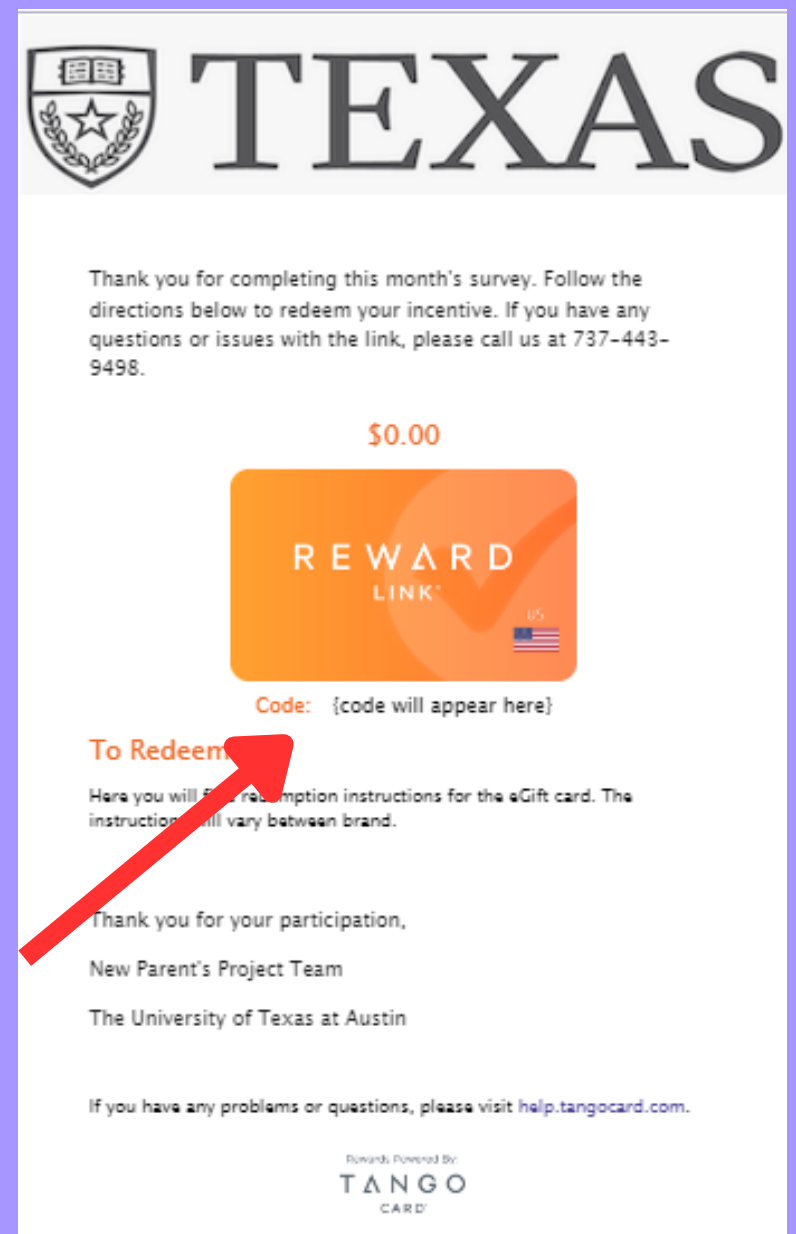 TEXAS
Thank you for completing this month's survey. Follow the
directions below to redeem your incentive. If you have any
questions or issues with the link, please call us at 737-443-
9498.
$0.00
REWARD
LINK
US
Code: {code will appear here}
To Redeem
Here you will redemption instructions for the eGift card. The
will vary between brand.
Thank you for your participation,
New Parent's Project Team
The University of Texas at Austin
If you have any problems or questions, please visit help.tangocard.com.
Rewards Powered By:
TANGO
CARD